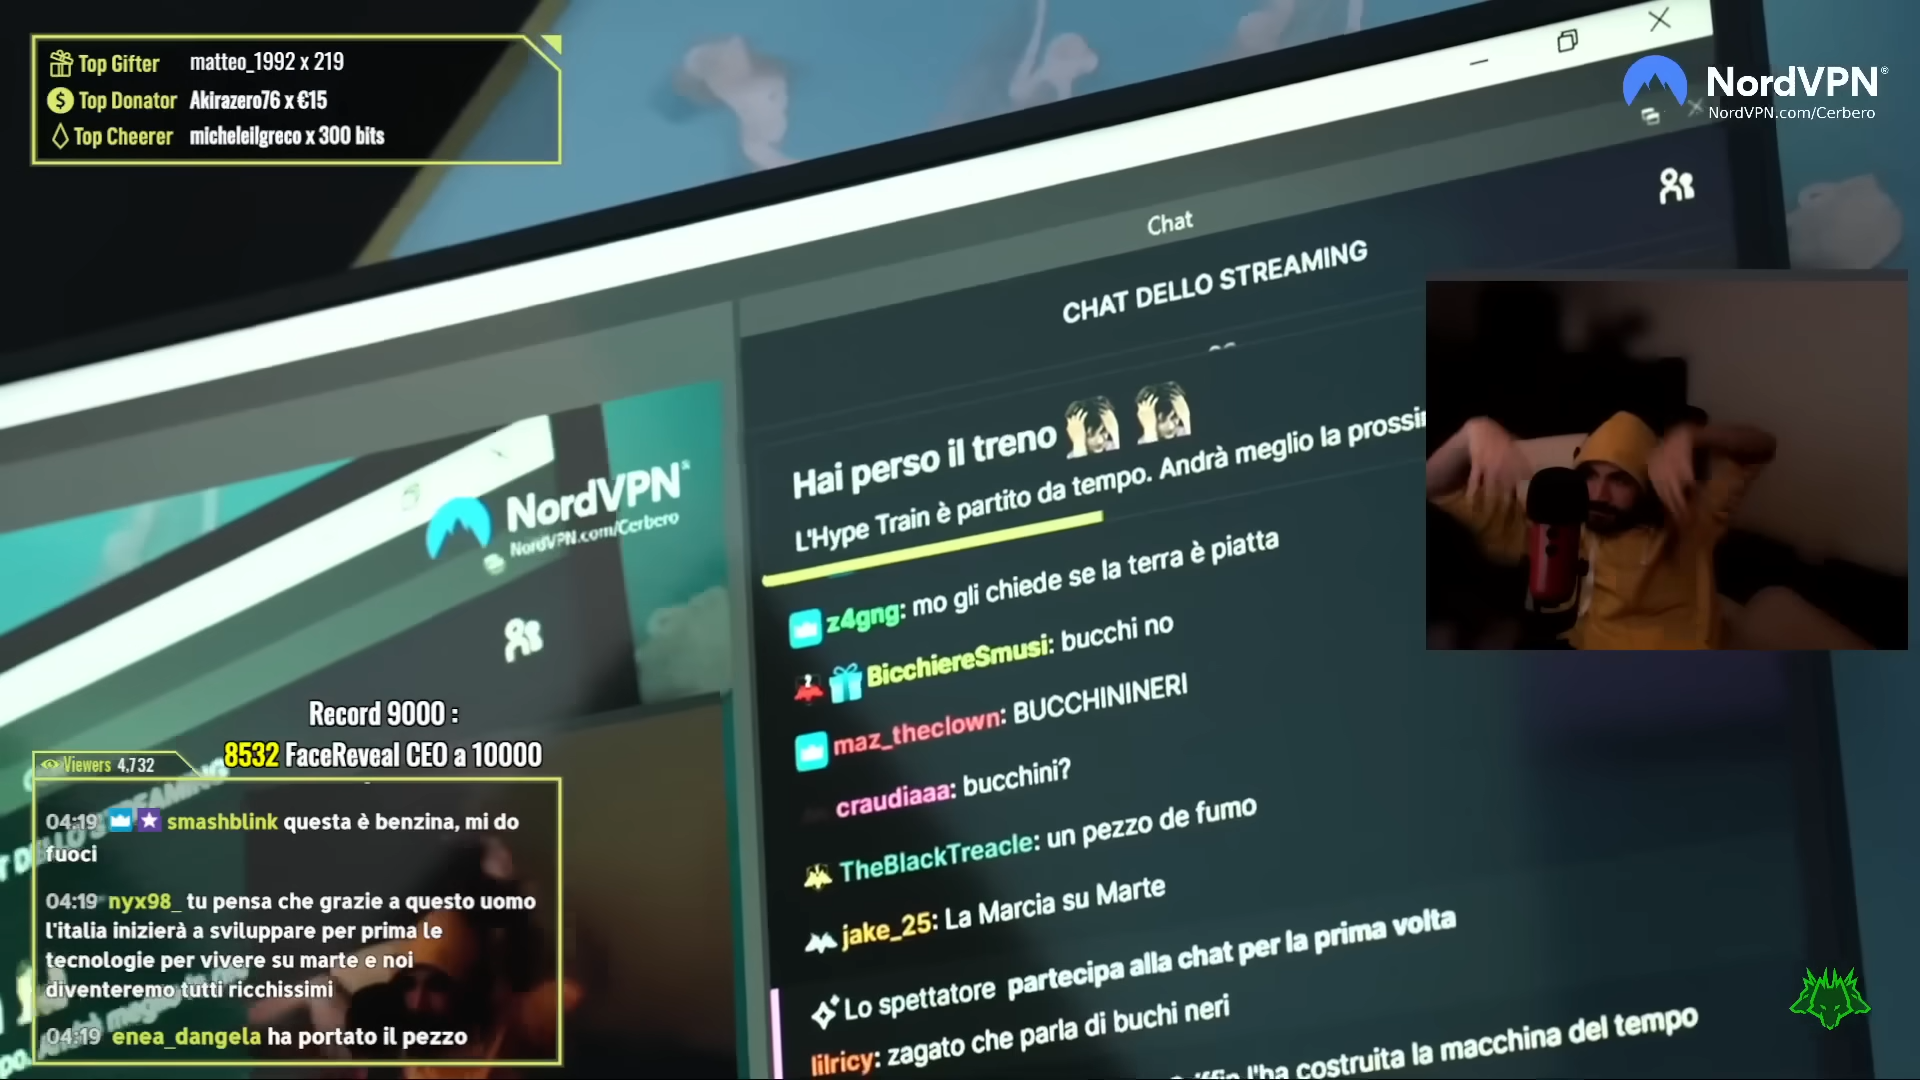 Top Gifter matteo_1992 x 219
Top Donator Akirazero76 x €15
Top Cheerer micheleilgreco x 300 bits
NordVPN®
NordVPN.com/Cerbero
Chat
CHAT DELLO STREAMING
Hai perso il treno
L'Hype Train è partito da tempo. Andrà meglio la
z4gng: mo gli chiede se la terra è piatta
BicchiereSmusi: bucchi no
maz_theclown: BUCCHININERI
craudiaaa: bucchini?
TheBlackTreacle: un pezzo de fumo
jake_25: La Marcia su Marte
Lo spettatore partecipa alla chat per la prima volta
lilricy: zagato che parla di buchi neri
l'ha costruita la macchina del tempo
NordVPN
NordVPN.com/Cerbero
Record 9000 :
8532 FaceReveal CEO a 10000
Viewers 4,732
04:19 smashblink questa è benzina, mi do
fuoci
04:19 nyx98_ tu pensa che grazie a questo uomo
l'italia inizierà a sviluppare per prima le
tecnologie per vivere su marte e noi
diventeremo tutti ricchissimi
04:19 enea_dangela ha portato il pezzo